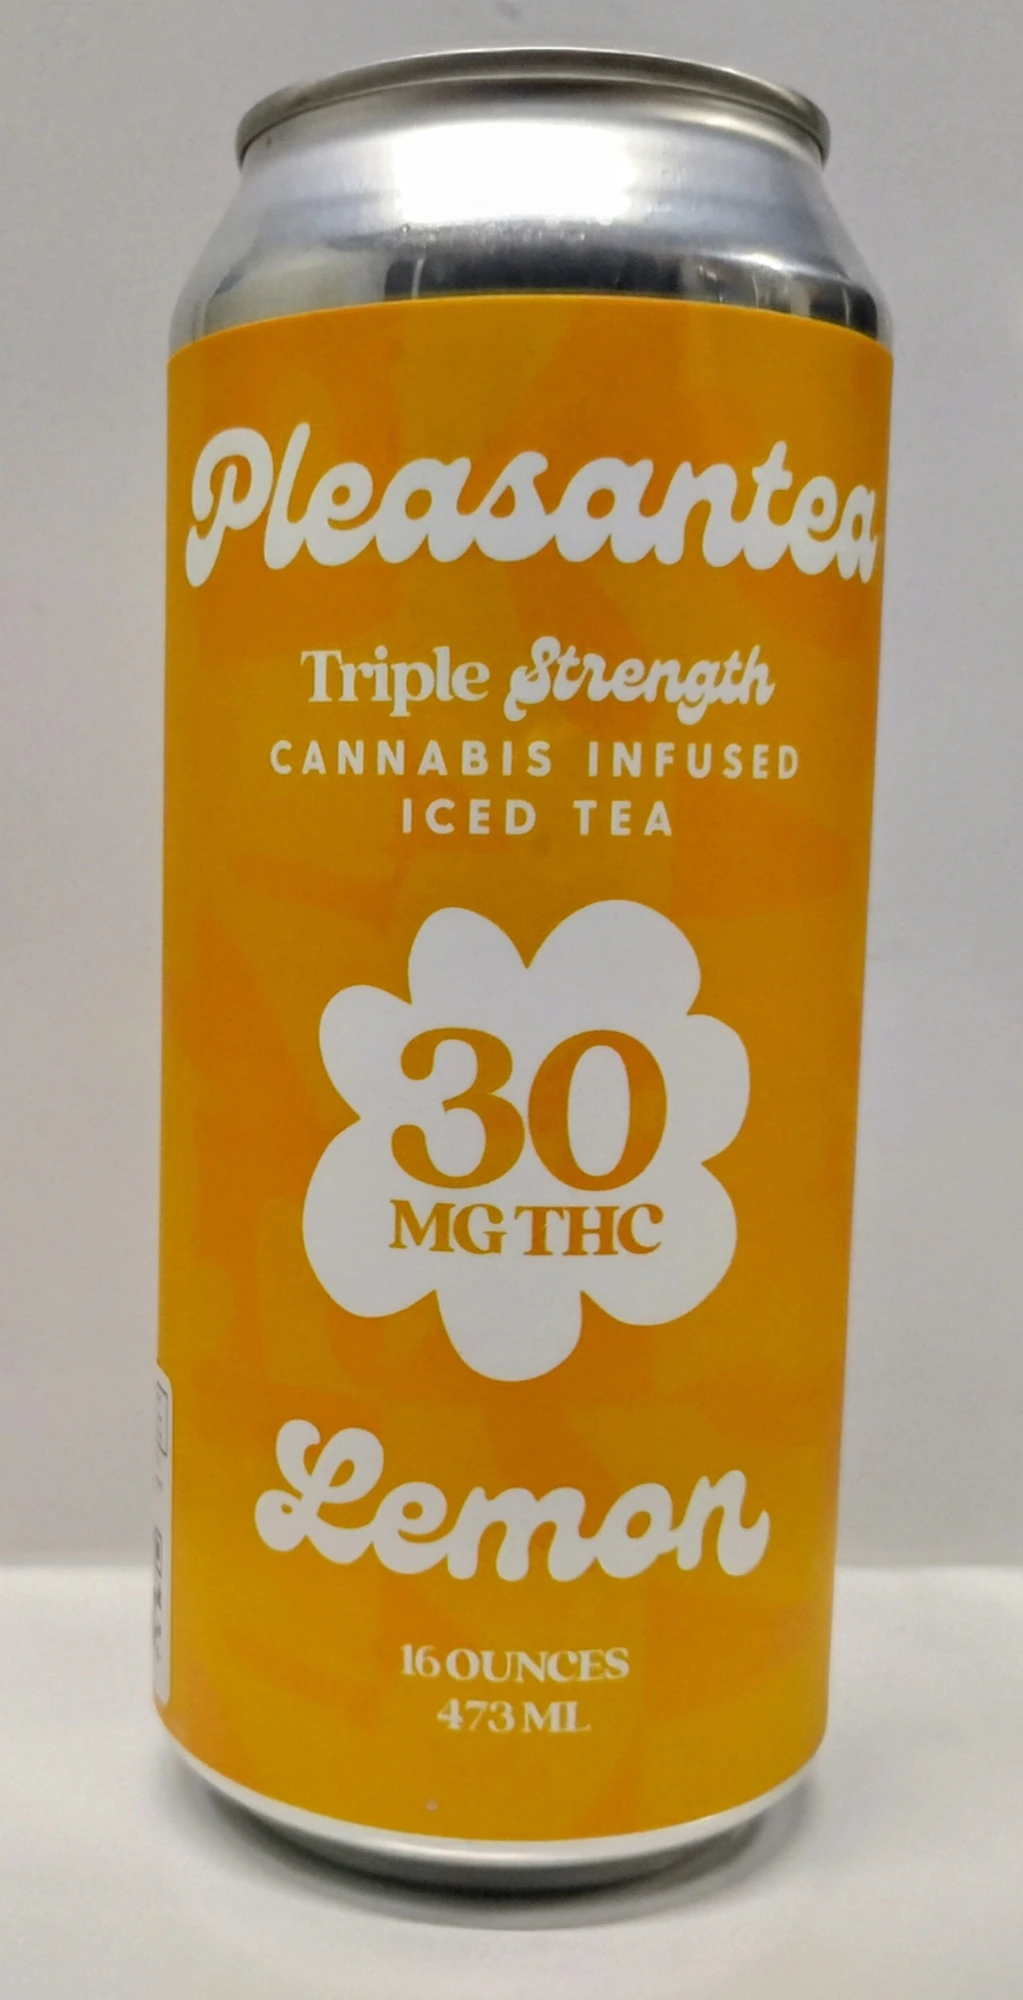 Pleasantea
Triple Strength
CANNABIS INFUSED
ICED TEA
30
MG THC
Lemon
16 OUNCES
473 ML